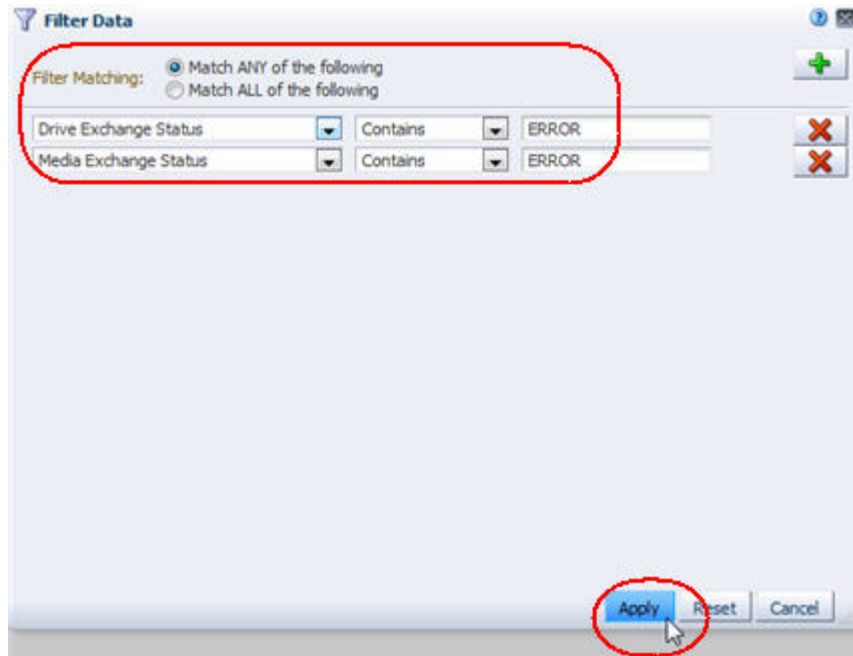 Filter Data
Filter Matching:
Match ANY of the following
Match ALL of the following
Drive Exchange Status Contains ERROR
Media Exchange Status Contains ERROR
Apply Reset Cancel